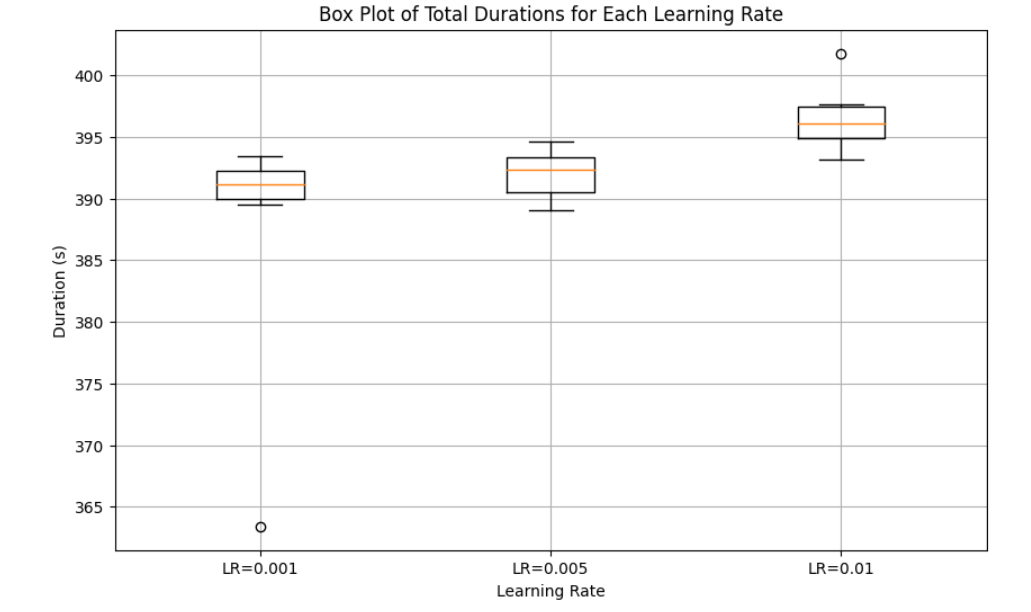 Box Plot of Total Durations for Each Learning Rate
400
395
390
385
380
375
370
365
Duration (s)
LR=0.001
LR=0.005
LR=0.01
Learning Rate